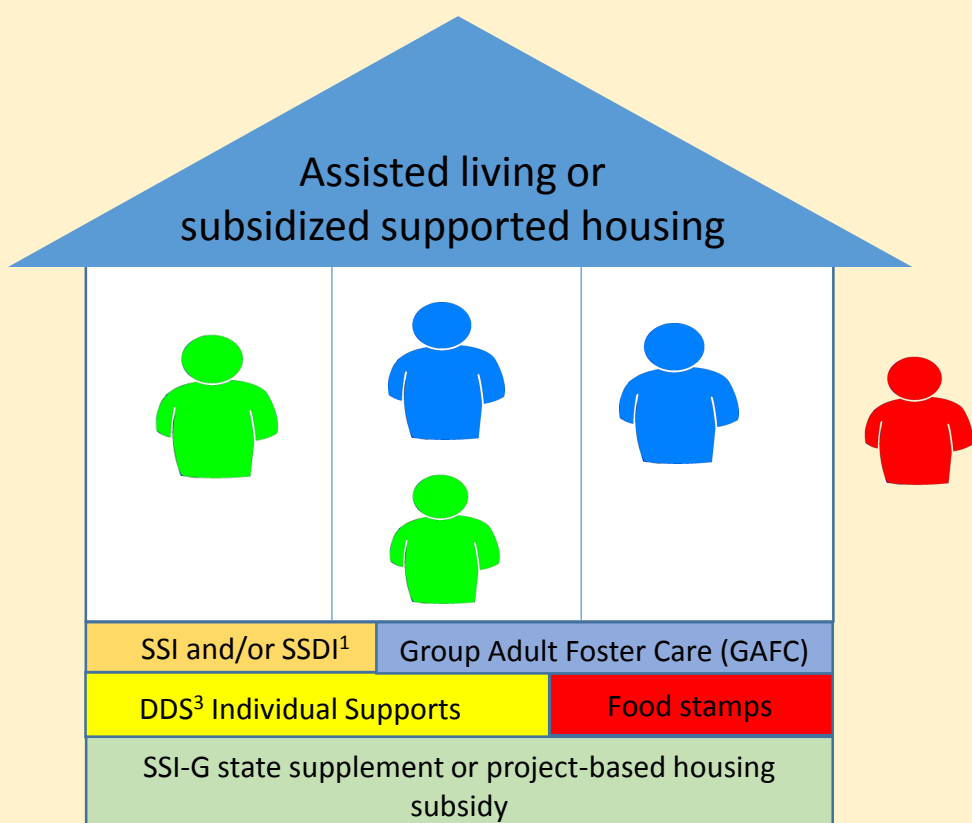 Assisted living or
subsidized supported housing
SSI and/or SSDI¹
Group Adult Foster Care (GAFC)
DDS³ Individual Supports
Food stamps
SSI-G state supplement or project-based housing
subsidy